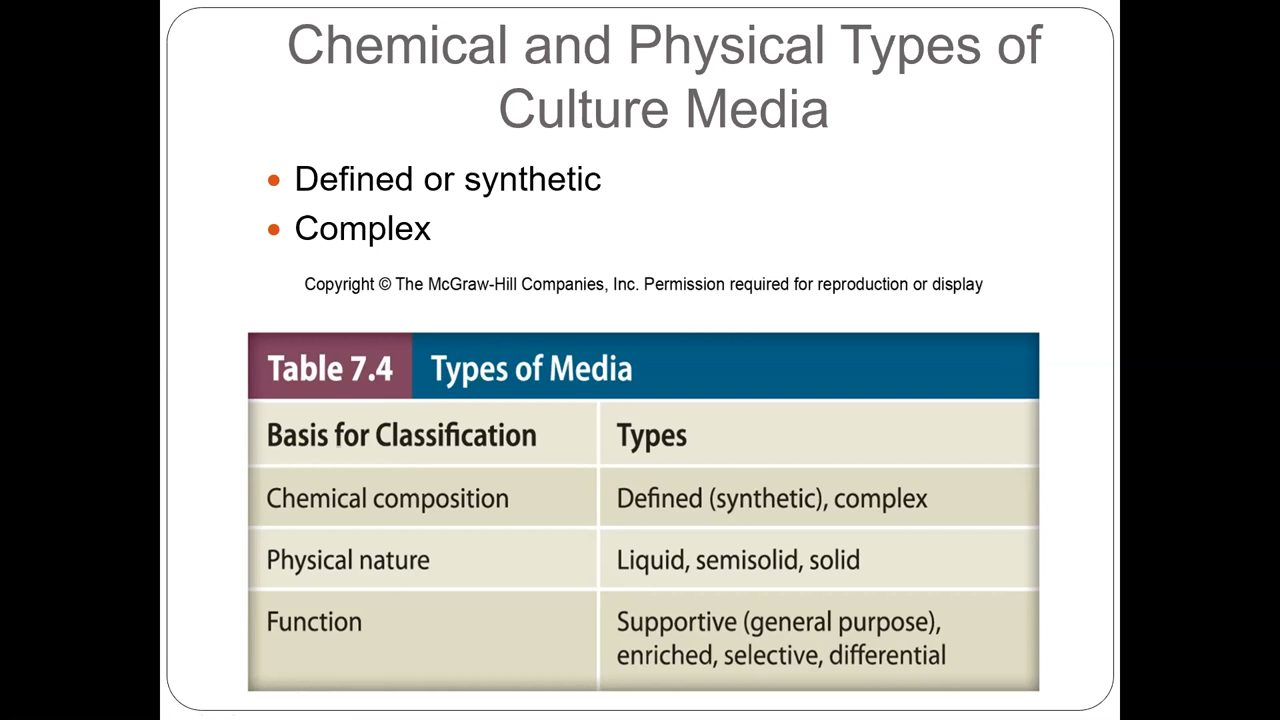 Chemical and Physical Types of
Culture Media
• Defined or synthetic
• Complex
Copyright © The McGraw-Hill Companies, Inc. Permission required for reproduction or display
Table 7.4 Types of Media
Basis for Classification Types
Chemical composition Defined (synthetic), complex
Physical nature Liquid, semisolid, solid
Function Supportive (general purpose),
enriched, selective, differential